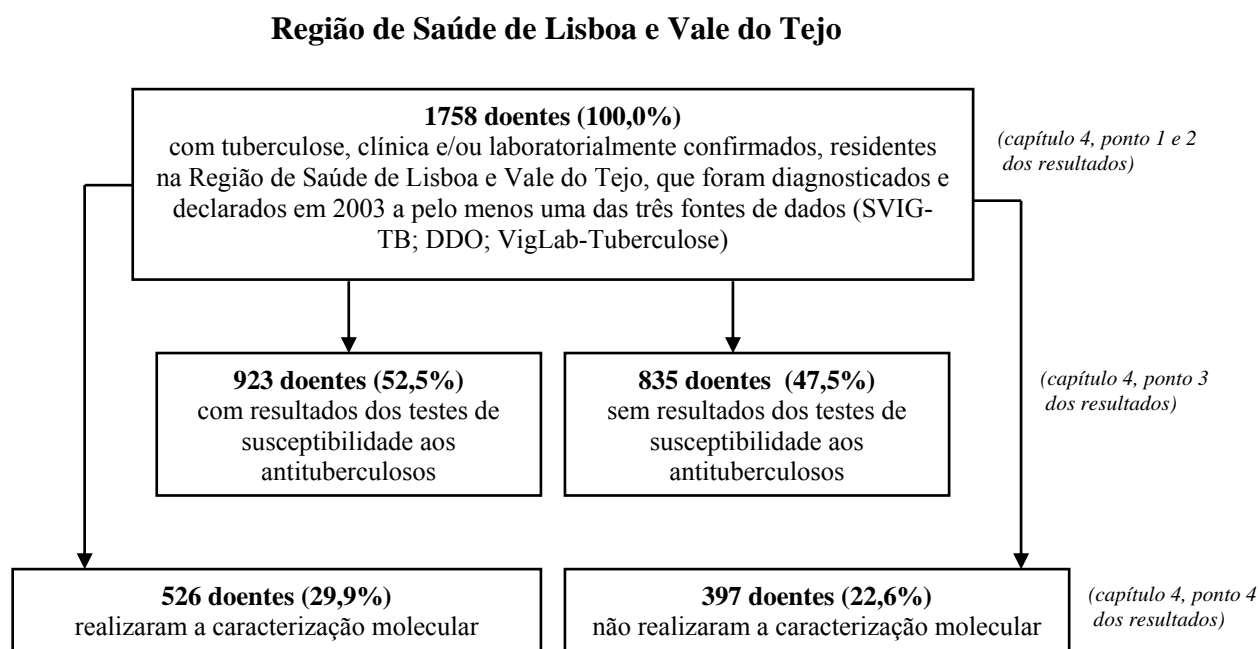 Região de Saúde de Lisboa e Vale do Tejo
1758 doentes (100,0%)
com tuberculose, clínica e/ou laboratorialmente confirmados, residentes
na Região de Saúde de Lisboa e Vale do Tejo, que foram diagnosticados e
declarados em 2003 a pelo menos uma das três fontes de dados (SVIG-
TB; DDO; VigLab-Tuberculose)
(capítulo 4, ponto 1 e 2
dos resultados)
923 doentes (52,5%)
com resultados dos testes de
susceptibilidade aos
antituberculosos
835 doentes (47,5%)
sem resultados dos testes de
susceptibilidade aos
antituberculosos
(capítulo 4, ponto 3
dos resultados)
526 doentes (29,9%)
realizaram a caracterização molecular
397 doentes (22,6%)
não realizaram a caracterização molecular
(capítulo 4, ponto 4
dos resultados)